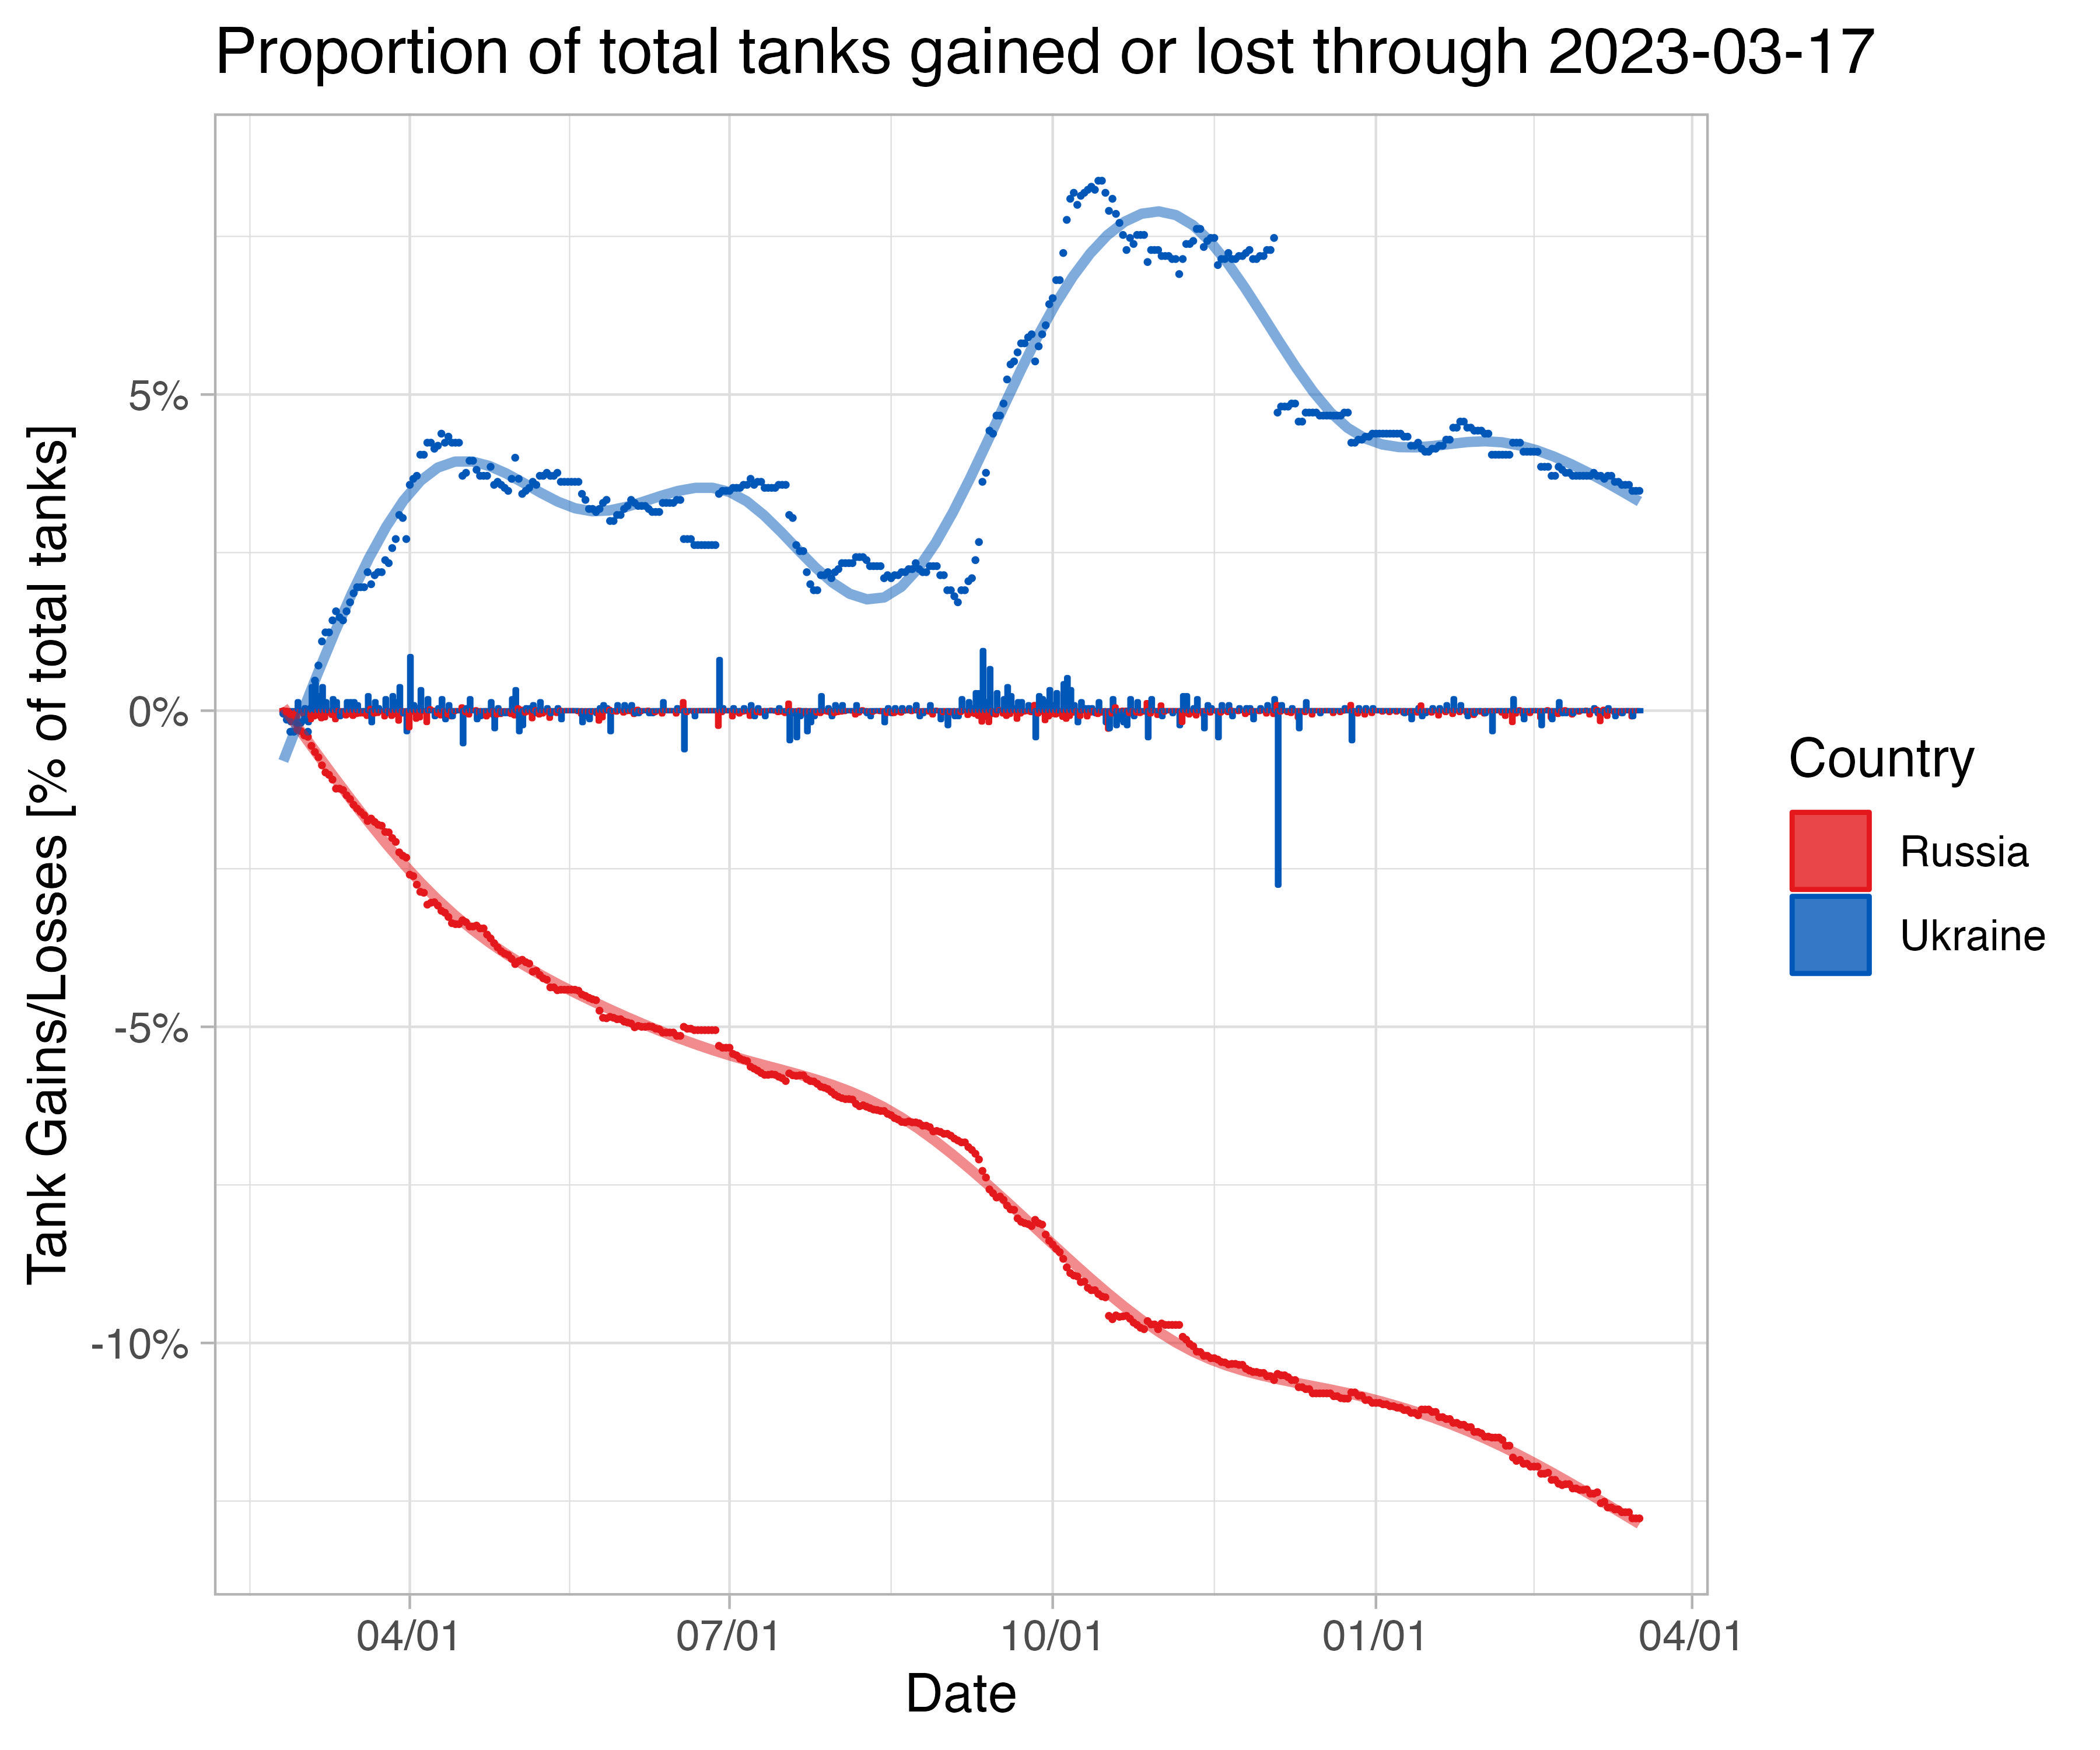 Proportion of total tanks gained or lost through 2023-03-17
Tank Gains/Losses [% of total tanks]
5%
0%
-5%
-10%
04/01
07/01
10/01
01/01
04/01
Date
Country
Russia
Ukraine